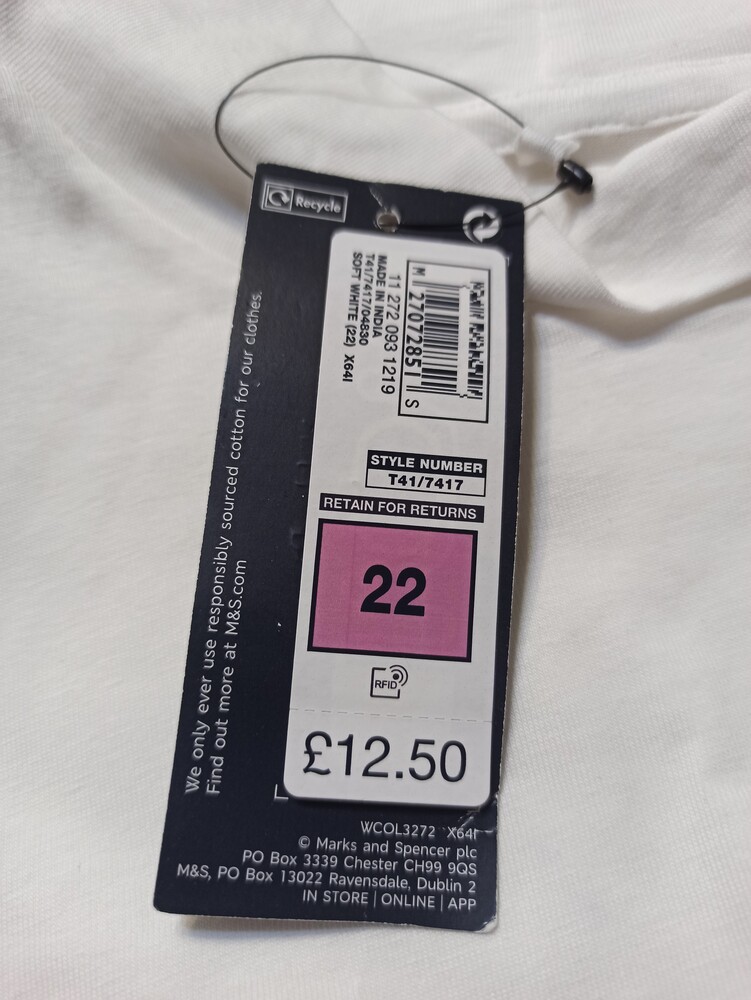 Recycle
M 27072851 S
11 272 093 1219
MADE IN INDIA
T41/7417/04830
SOFT WHITE (22) X64I
STYLE NUMBER
T41/7417
RETAIN FOR RETURNS
22
RFID
£12.50
We only ever use responsibly sourced cotton for our clothes.
Find out more at M&S.com
WCOL3272 X64I
© Marks and Spencer plc
PO Box 3339 Chester CH99 9QS
M&S, PO Box 13022 Ravensdale, Dublin 2
IN STORE | ONLINE | APP